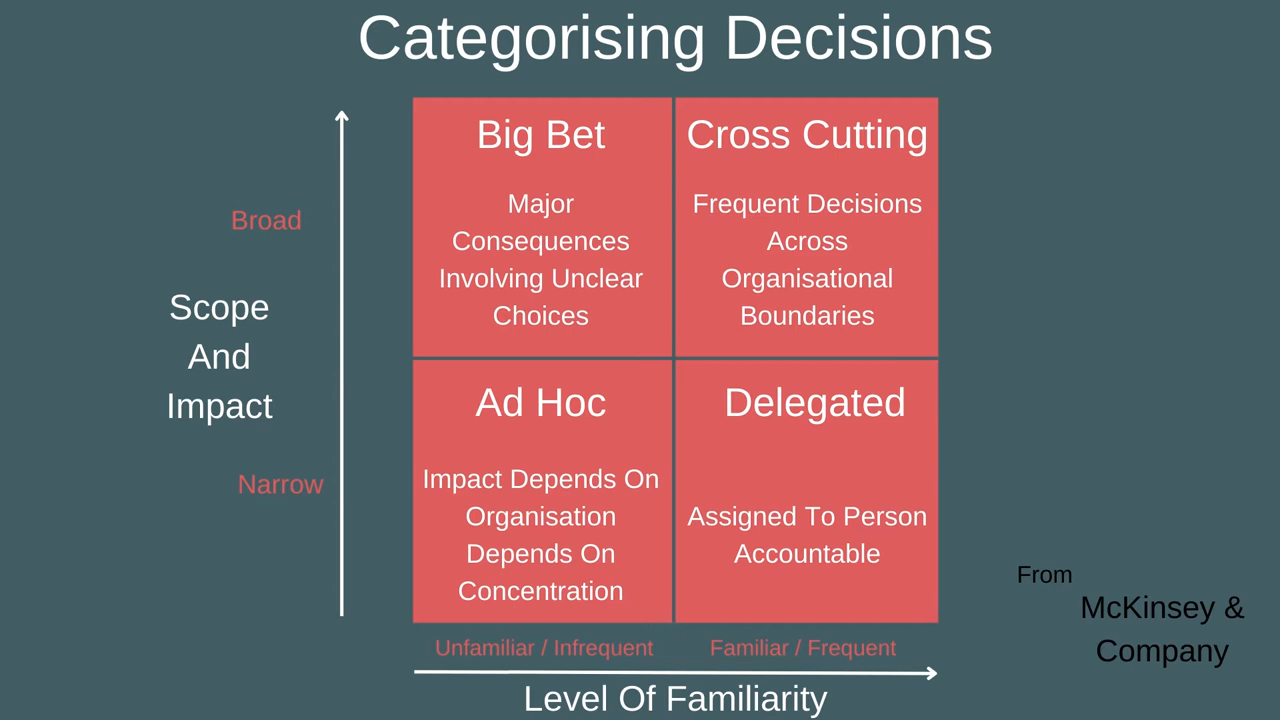 Categorising Decisions
Big Bet
Major
Consequences
Involving Unclear
Choices
Cross Cutting
Frequent Decisions
Across
Organisational
Boundaries
Broad
Scope
And
Impact
Narrow
Ad Hoc
Impact Depends On
Organisation
Depends On
Concentration
Delegated
Assigned To Person
Accountable
Unfamiliar / Infrequent
Familiar / Frequent
Level Of Familiarity
From
McKinsey &
Company